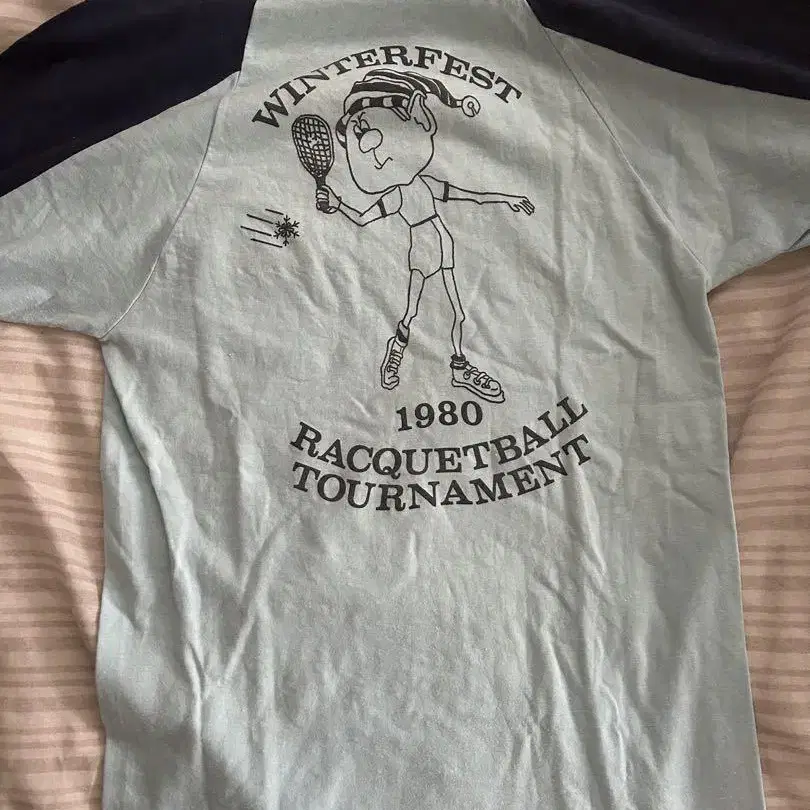 WINTERFEST
1980
RACQUETBALL
TOURNAMENT